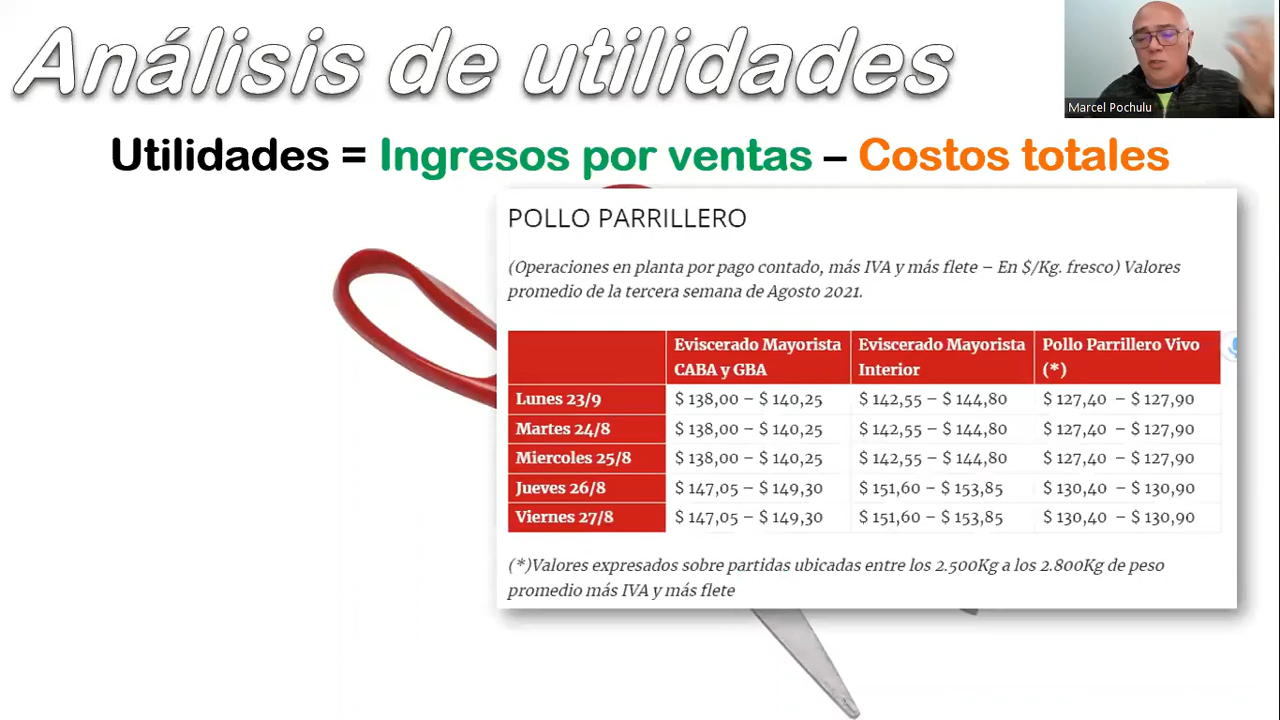 Análisis de utilidades
Marcel Pochulu
Utilidades = Ingresos por ventas – Costos totales
POLLO PARRILLERO
(Operaciones en planta por pago contado, más IVA y más flete – En $/Kg. fresco) Valores
promedio de la tercera semana de Agosto 2021.
Eviscerado Mayorista CABA y GBA
Eviscerado Mayorista Interior
Pollo Parrillero Vivo (*)
Lunes 23/9 $ 138,00 – $ 140,25 $ 142,55 – $ 144,80 $ 127,40 – $ 127,90
Martes 24/8 $ 138,00 – $ 140,25 $ 142,55 – $ 144,80 $ 127,40 – $ 127,90
Miercoles 25/8 $ 138,00 – $ 140,25 $ 142,55 – $ 144,80 $ 127,40 – $ 127,90
Jueves 26/8 $ 147,05 – $ 149,30 $ 151,60 – $ 153,85 $ 130,40 – $ 130,90
Viernes 27/8 $ 147,05 – $ 149,30 $ 151,60 – $ 153,85 $ 130,40 – $ 130,90
(*)Valores expresados sobre partidas ubicadas entre los 2.500Kg a los 2.800Kg de peso
promedio más IVA y más flete